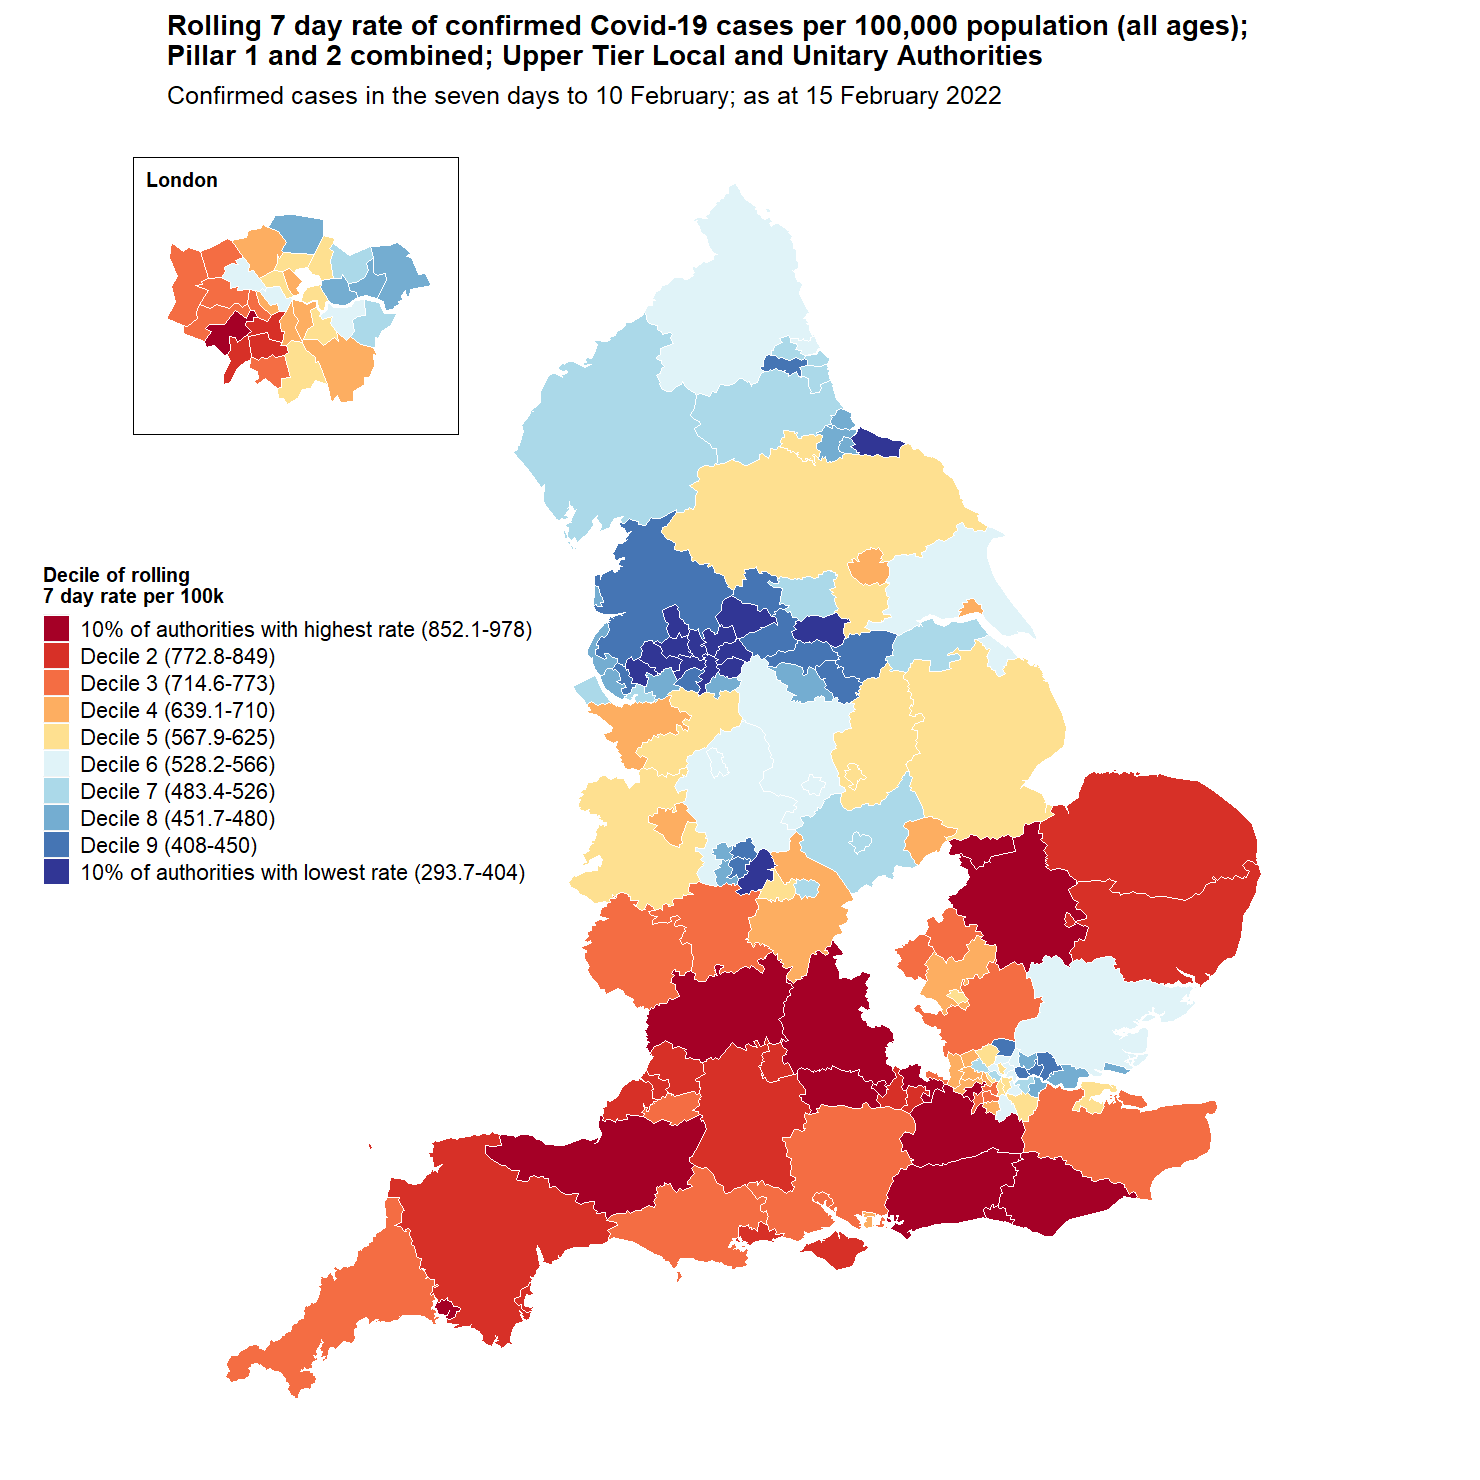 Rolling 7 day rate of confirmed Covid-19 cases per 100,000 population (all ages);
Pillar 1 and 2 combined; Upper Tier Local and Unitary Authorities
Confirmed cases in the seven days to 10 February; as at 15 February 2022
London
Decile of rolling
7 day rate per 100k
10% of authorities with highest rate (852.1-978)
Decile 2 (772.8-849)
Decile 3 (714.6-773)
Decile 4 (639.1-710)
Decile 5 (567.9-625)
Decile 6 (528.2-566)
Decile 7 (483.4-526)
Decile 8 (451.7-480)
Decile 9 (408-450)
10% of authorities with lowest rate (293.7-404)